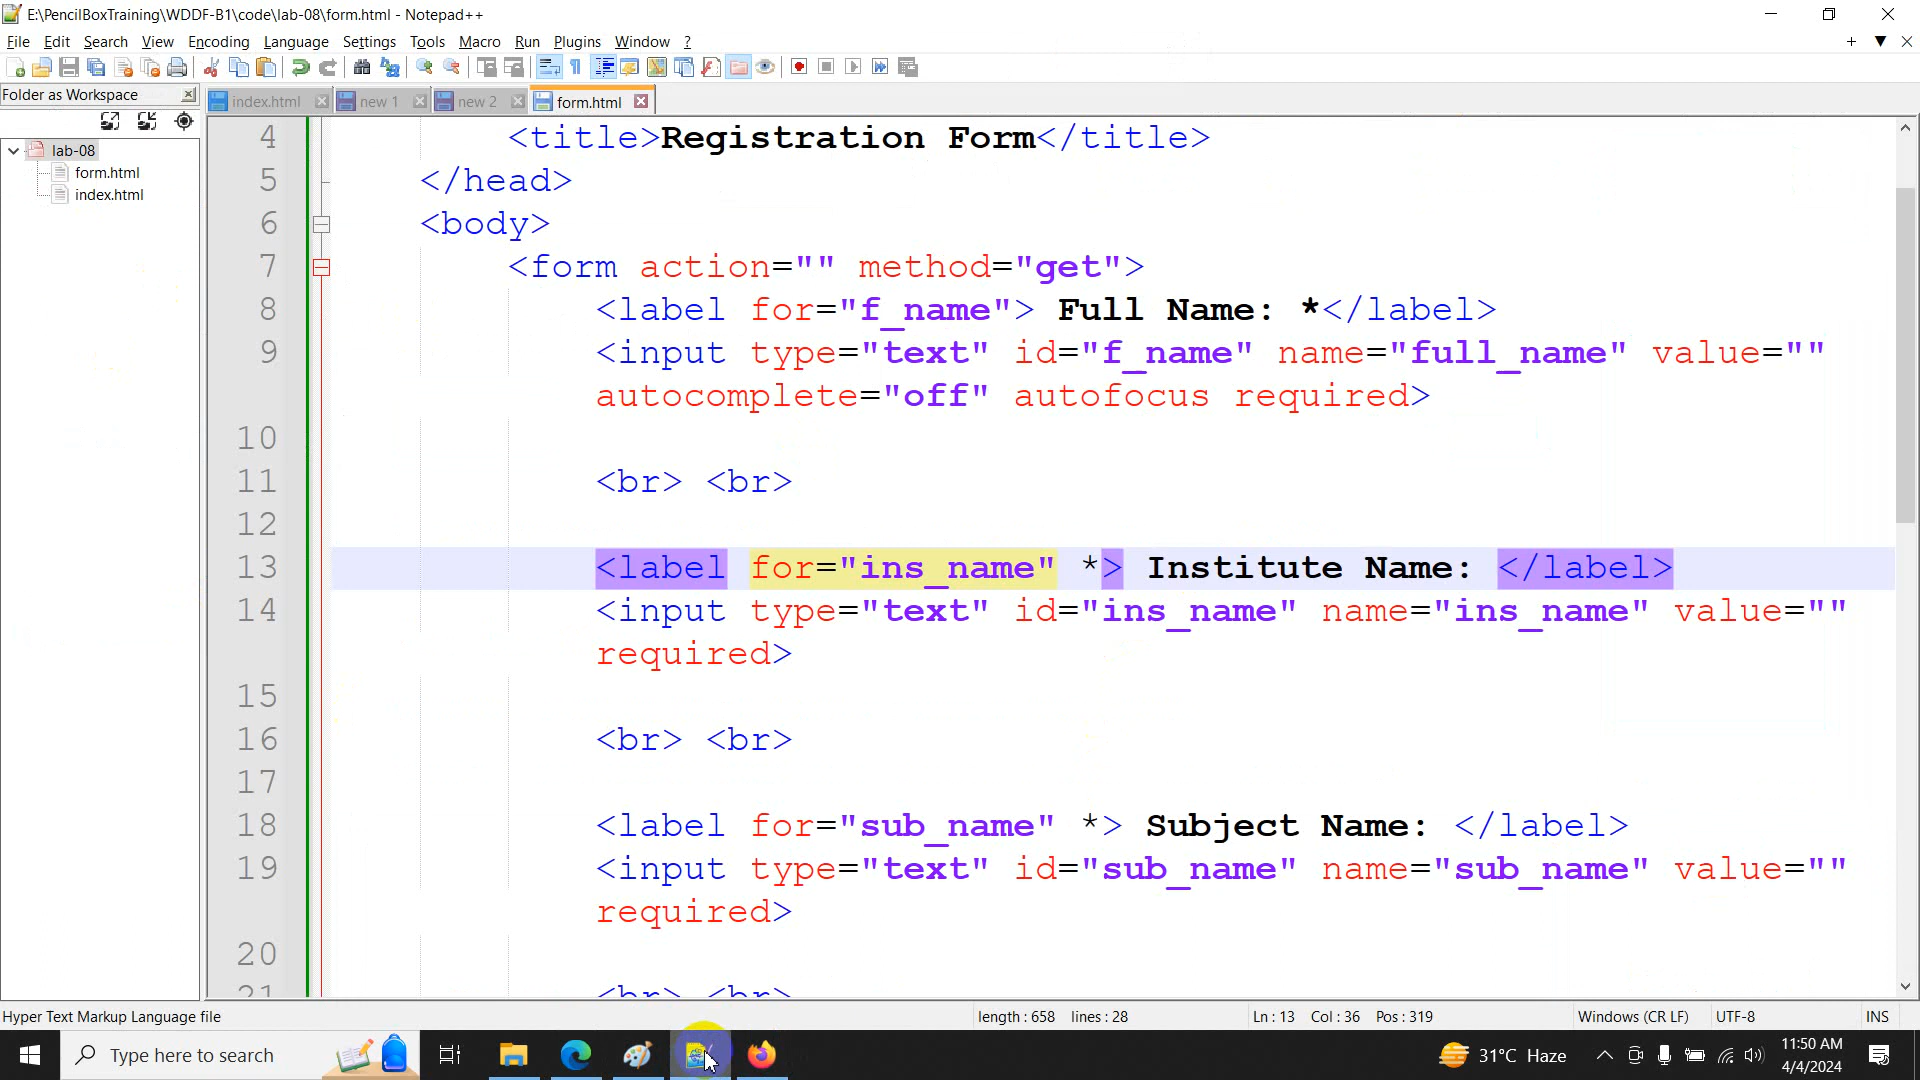 E:\PencilBoxTraining\WDDF-B1\code\lab-08\form.html - Notepad++
File Edit Search View Encoding Language Settings Tools Macro Run Plugins Window ?
Folder as Workspace
index.html new 1 new 2 form.html
lab-08
form.html
index.html
4 <title>Registration Form</title>
5 </head>
6 <body>
7 <form action="" method="get">
8 <label for="f_name"> Full Name: *</label>
9 <input type="text" id="f_name" name="full_name" value=""
autocomplete="off" autofocus required>
10
11 <br> <br>
12
13 <label for="ins_name" *> Institute Name: </label>
14 <input type="text" id="ins_name" name="ins_name" value=""
required>
15
16 <br> <br>
17
18 <label for="sub_name" *> Subject Name: </label>
19 <input type="text" id="sub_name" name="sub_name" value=""
required>
20
21 <br> <br>
Hyper Text Markup Language file length : 658 lines : 28 Ln : 13 Col : 36 Pos : 319 Windows (CR LF) UTF-8 INS
Type here to search
31°C Haze
11:50 AM
4/4/2024